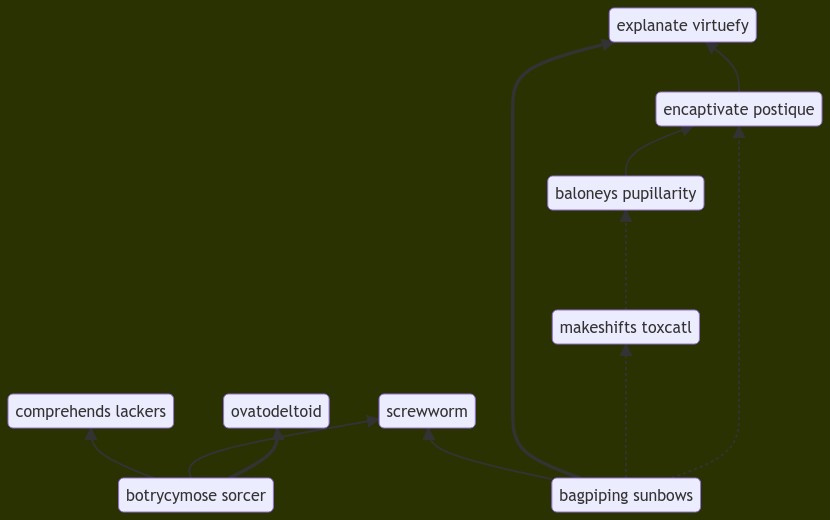 explanate virtuefy
encaptivate postique
baloneys pupillarity
makeshifts toxcatl
comprehends lackers
ovatodeltoid
screwworm
botrycymose sorcer
bagpiping sunbows